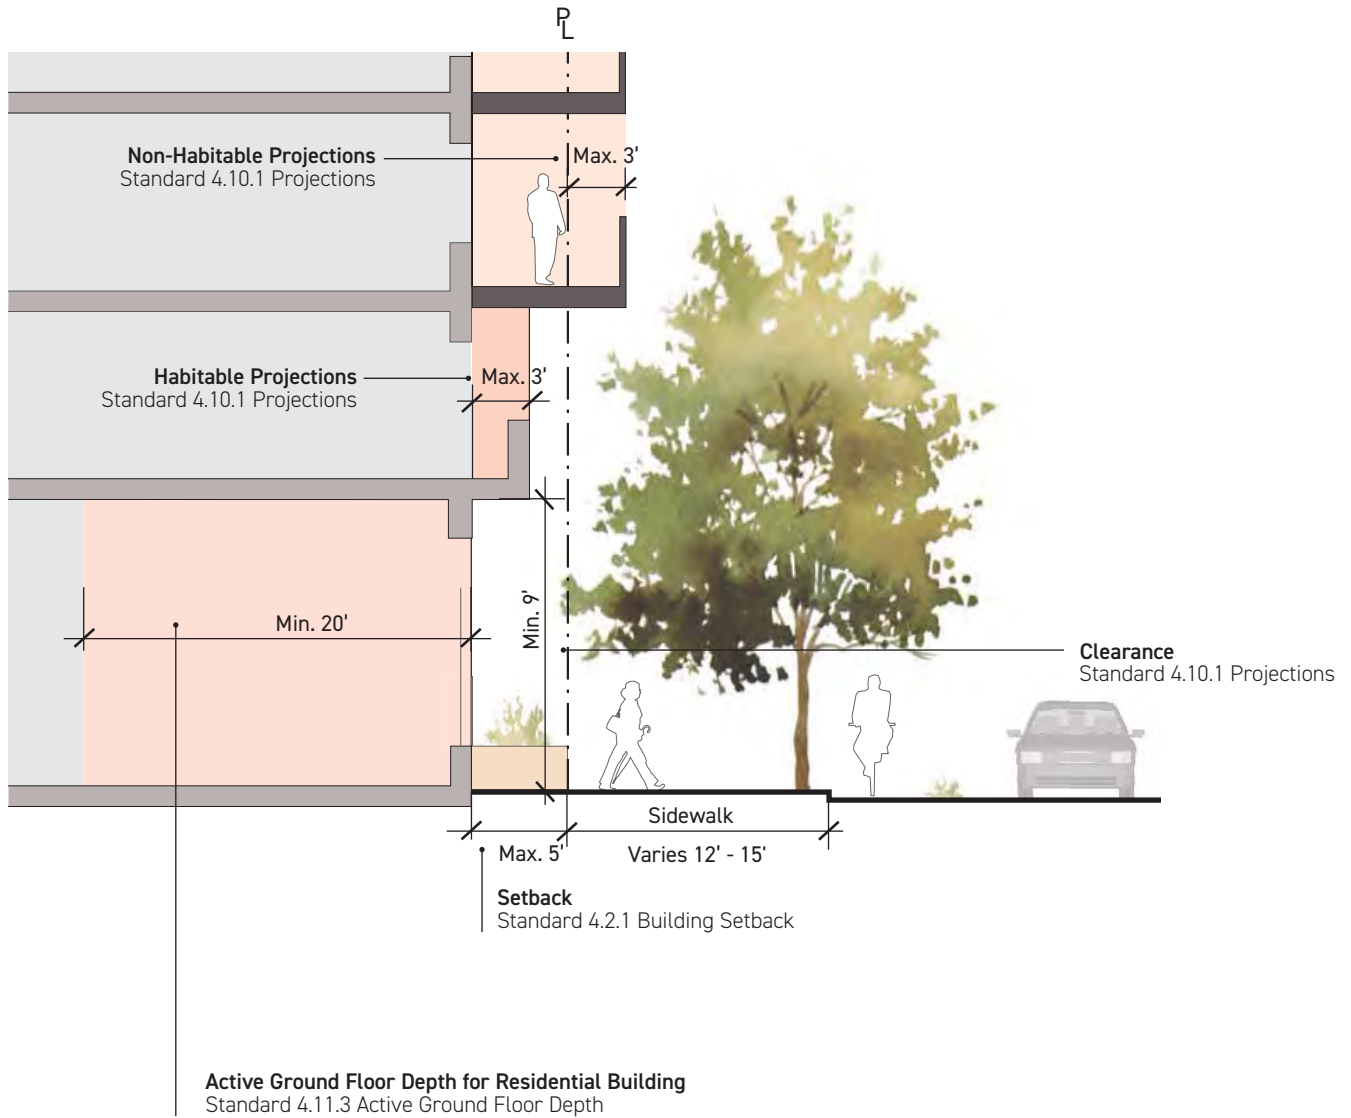 PL
Non-Habitable Projections
Standard 4.10.1 Projections
Max. 3'
Habitable Projections
Standard 4.10.1 Projections
Max. 3'
Min. 20'
Min. 9'
Clearance
Standard 4.10.1 Projections
Sidewalk
Max. 5'
Varies 12' - 15'
Setback
Standard 4.2.1 Building Setback
Active Ground Floor Depth for Residential Building
Standard 4.11.3 Active Ground Floor Depth